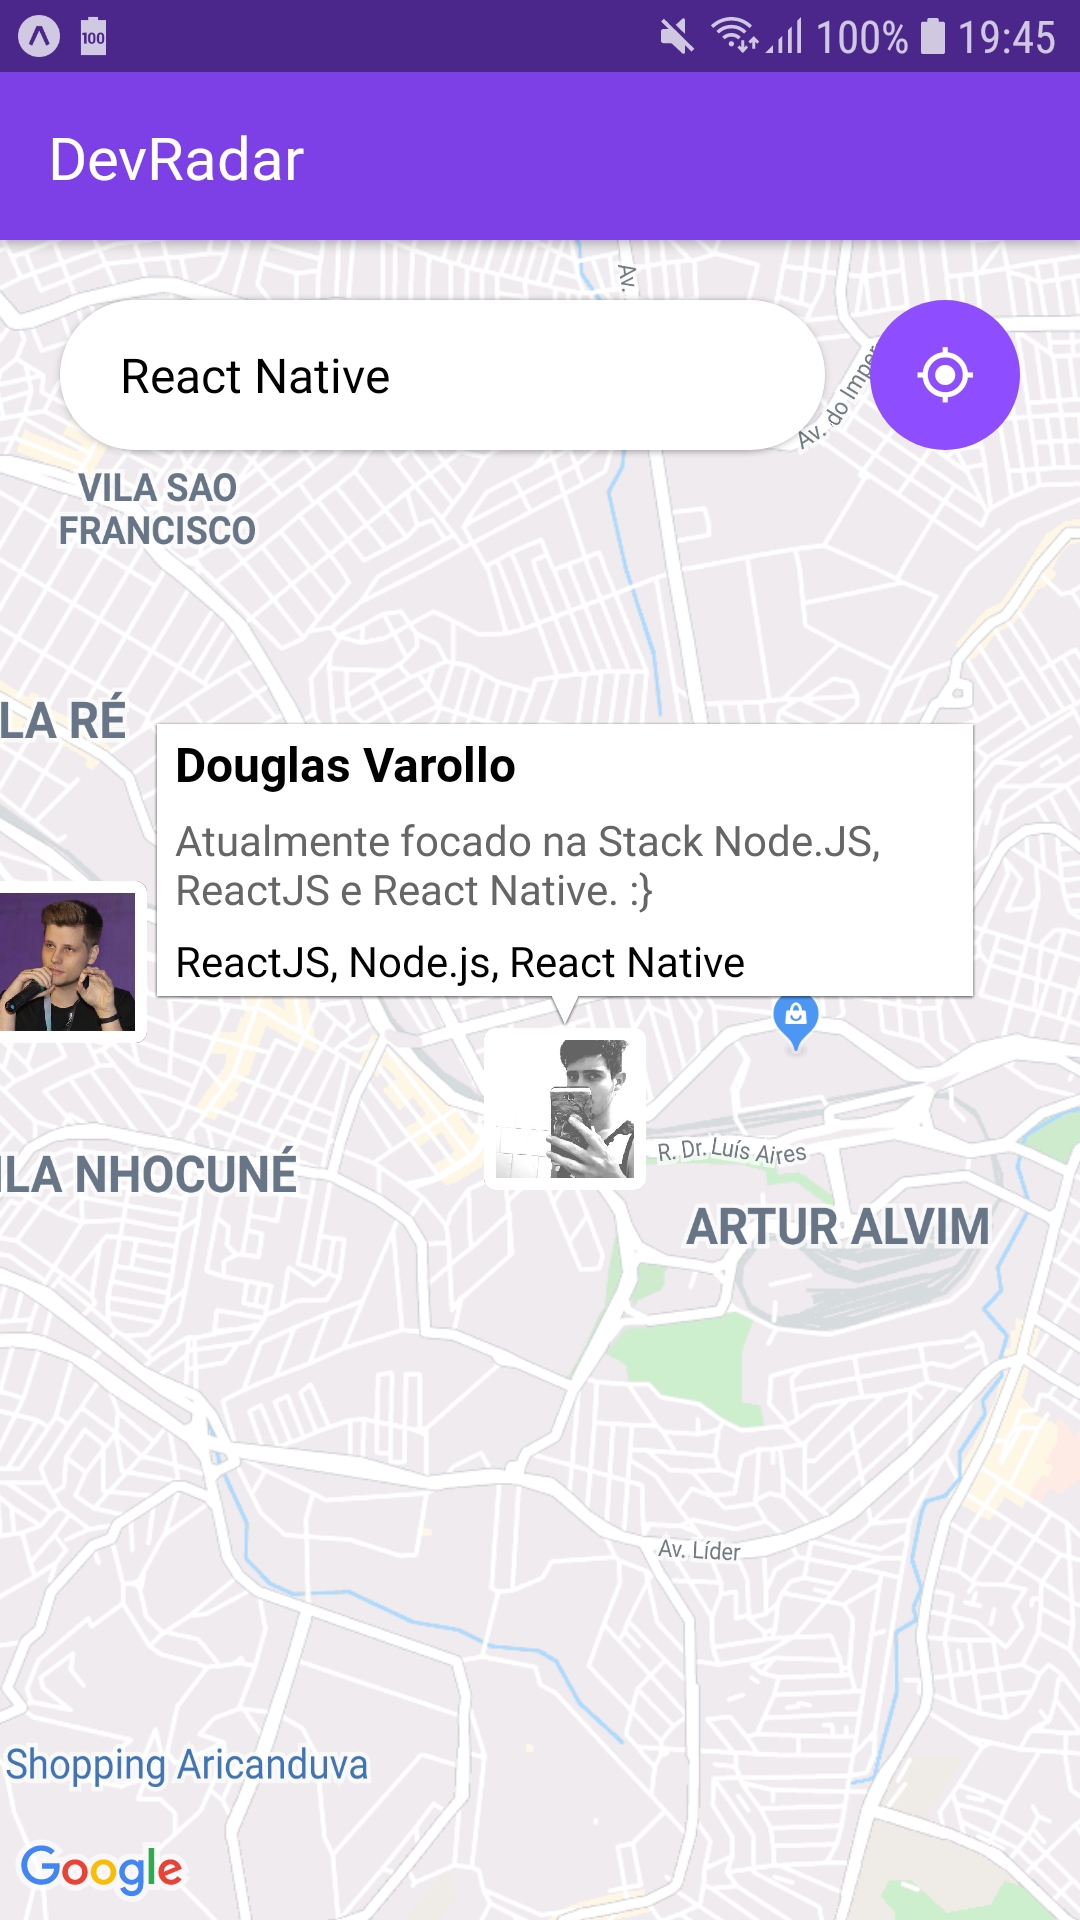 100
100%
19:45
DevRadar
Av.
React Native
Av. do Imper
VILA SAO
FRANCISCO
LA RÉ
Douglas Varollo
Atualmente focado na Stack Node.JS,
ReactJS e React Native. :}
ReactJS, Node.js, React Native
R. Dr. Luís Aires
ILA NHOCUNÉ
ARTUR ALVIM
Av. Líder
Shopping Aricanduva
Google